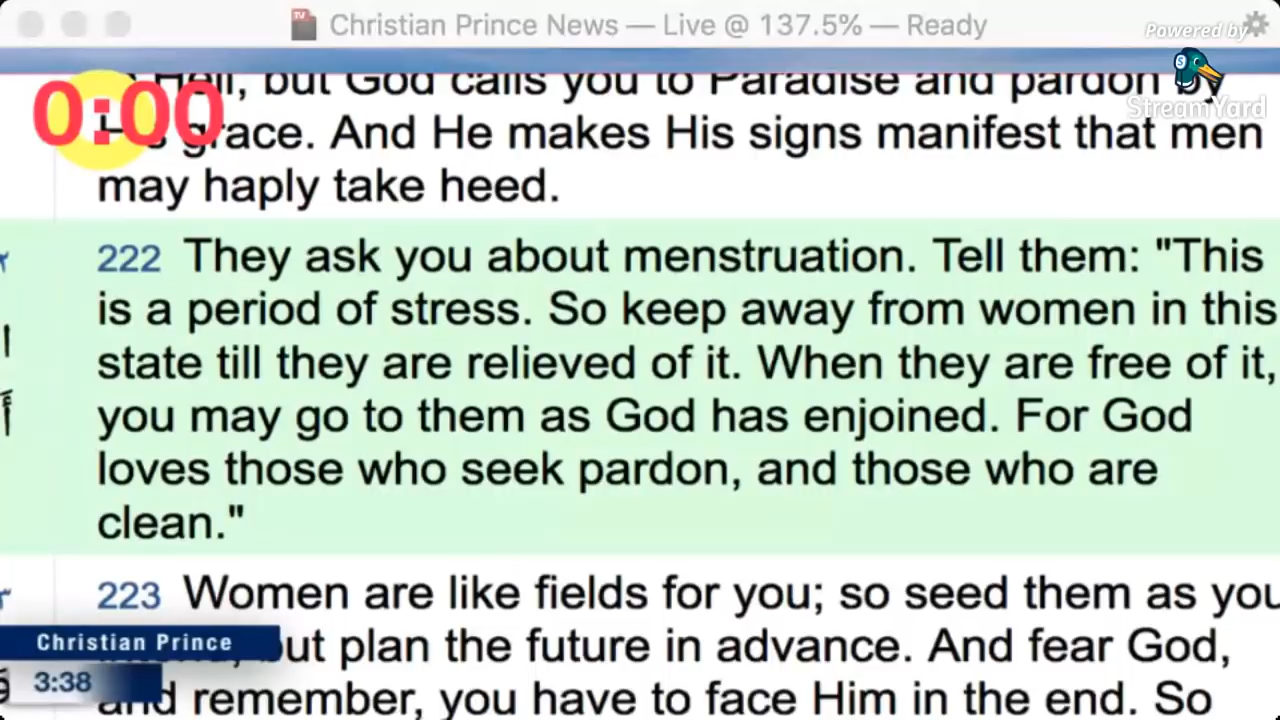 Christian Prince News — Live @ 137.5% — Ready
Powered by
StreamYard
0:00
Hell, but God calls you to Paradise and pardon by
His grace. And He makes His signs manifest that men
may haply take heed.
222 They ask you about menstruation. Tell them: "This
is a period of stress. So keep away from women in this
state till they are relieved of it. When they are free of it,
you may go to them as God has enjoined. For God
loves those who seek pardon, and those who are
clean."
223 Women are like fields for you; so seed them as you
but plan the future in advance. And fear God,
and remember, you have to face Him in the end. So
Christian Prince
3:38